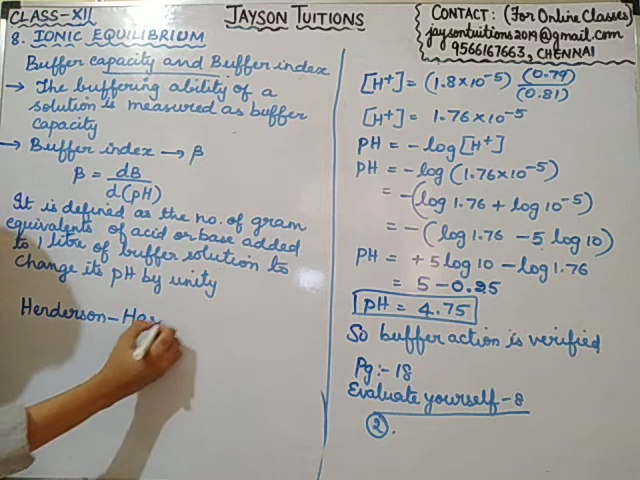 CLASS-XII
JAYSON TUITIONS
CONTACT: (For Online Classes)
jaysontuitions2019@gmail.com
9566167663, CHENNAI
8. IONIC EQUILIBRIUM
Buffer capacity and Buffer index
→ The buffering ability of a
solution is measured as buffer
capacity
→ Buffer index → β
β = dB / d(pH)
It is defined as the no. of gram
equivalents of acid or base added
to 1 litre of buffer solution to
change its pH by unity
Henderson – Has
[H+] = (1.8×10⁻⁵) (0.79) / (0.81)
[H+] = 1.76×10⁻⁵
PH = -log[H+]
PH = -log(1.76×10⁻⁵)
= -(log 1.76 + log 10⁻⁵)
= -(log 1.76 - 5 log 10)
PH = +5 log 10 - log 1.76
= 5 - 0.25
pH = 4.75
So buffer action is verified
Pg:- 18
Evaluate yourself - 8
②.